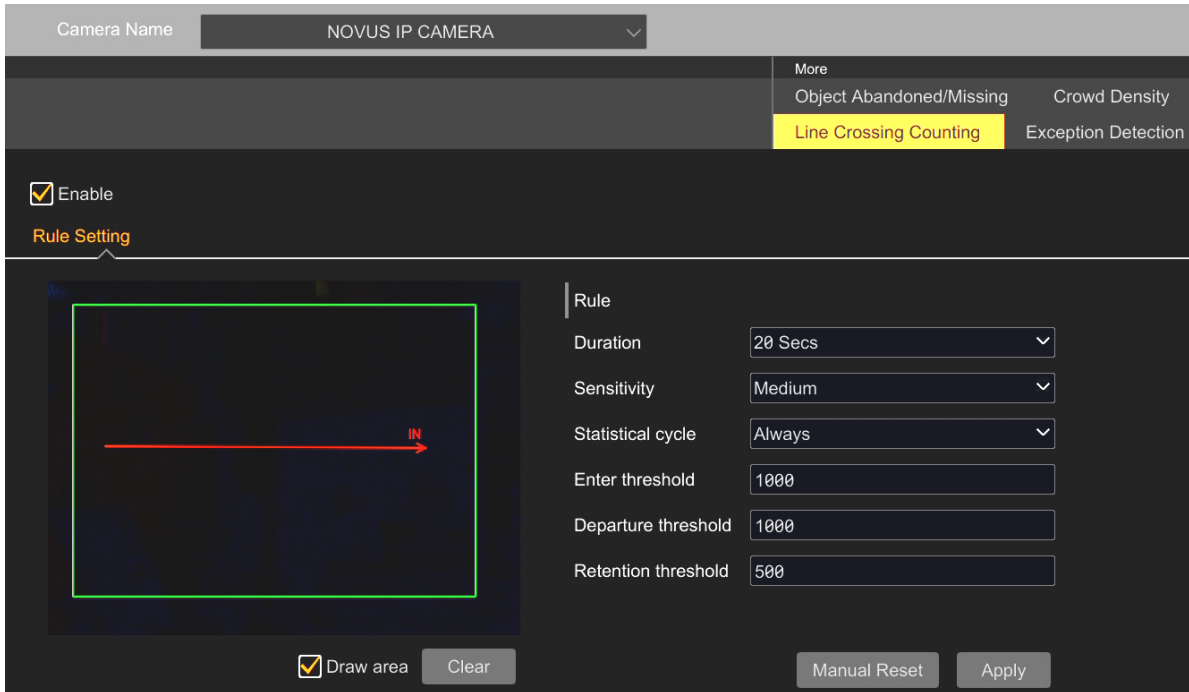 Camera Name NOVUS IP CAMERA
More
Object Abandoned/Missing Crowd Density
Line Crossing Counting Exception Detection
Enable
Rule Setting
IN
Rule
Duration 20 Secs
Sensitivity Medium
Statistical cycle Always
Enter threshold 1000
Departure threshold 1000
Retention threshold 500
Draw area Clear
Manual Reset Apply